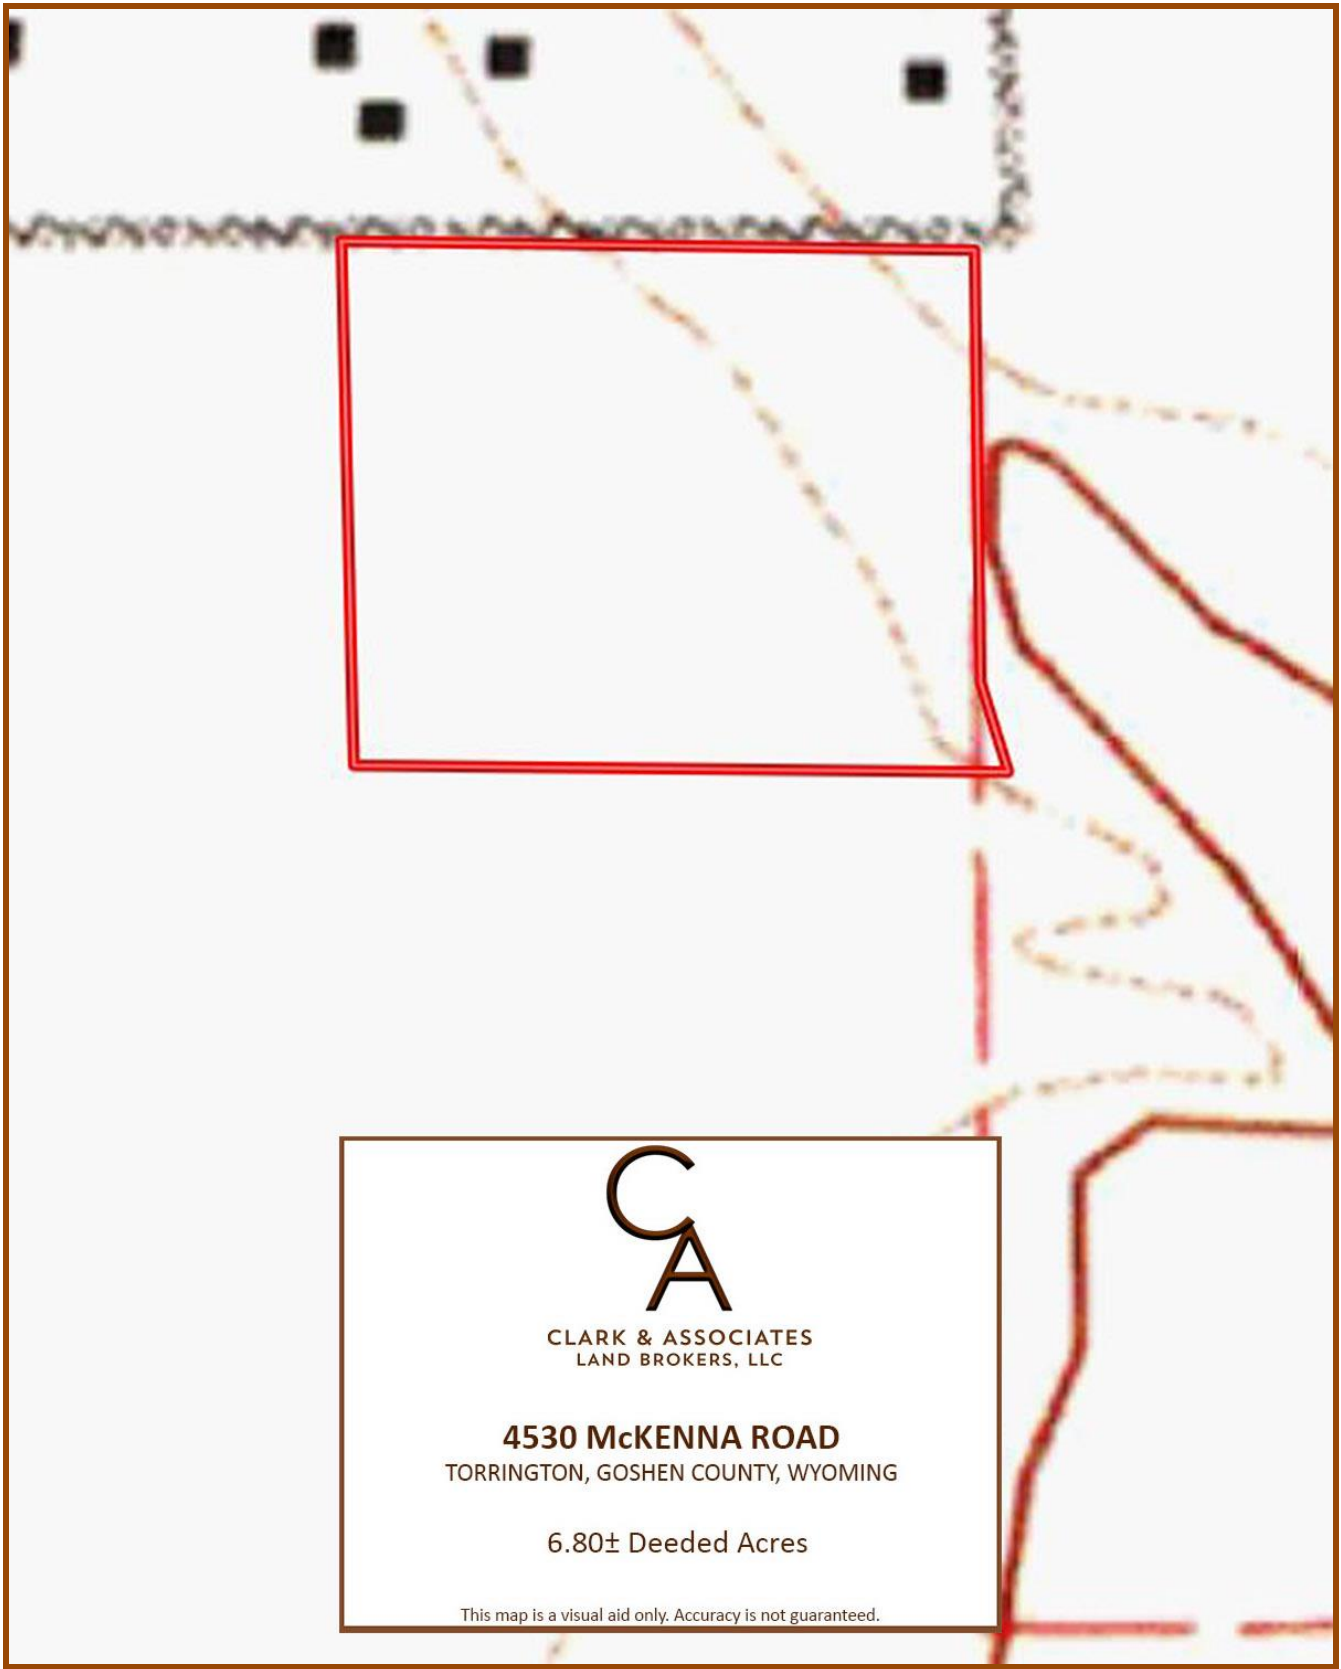 CA
CLARK & ASSOCIATES
LAND BROKERS, LLC
4530 McKENNA ROAD
TORRINGTON, GOSHEN COUNTY, WYOMING
6.80± Deeded Acres
This map is a visual aid only. Accuracy is not guaranteed.